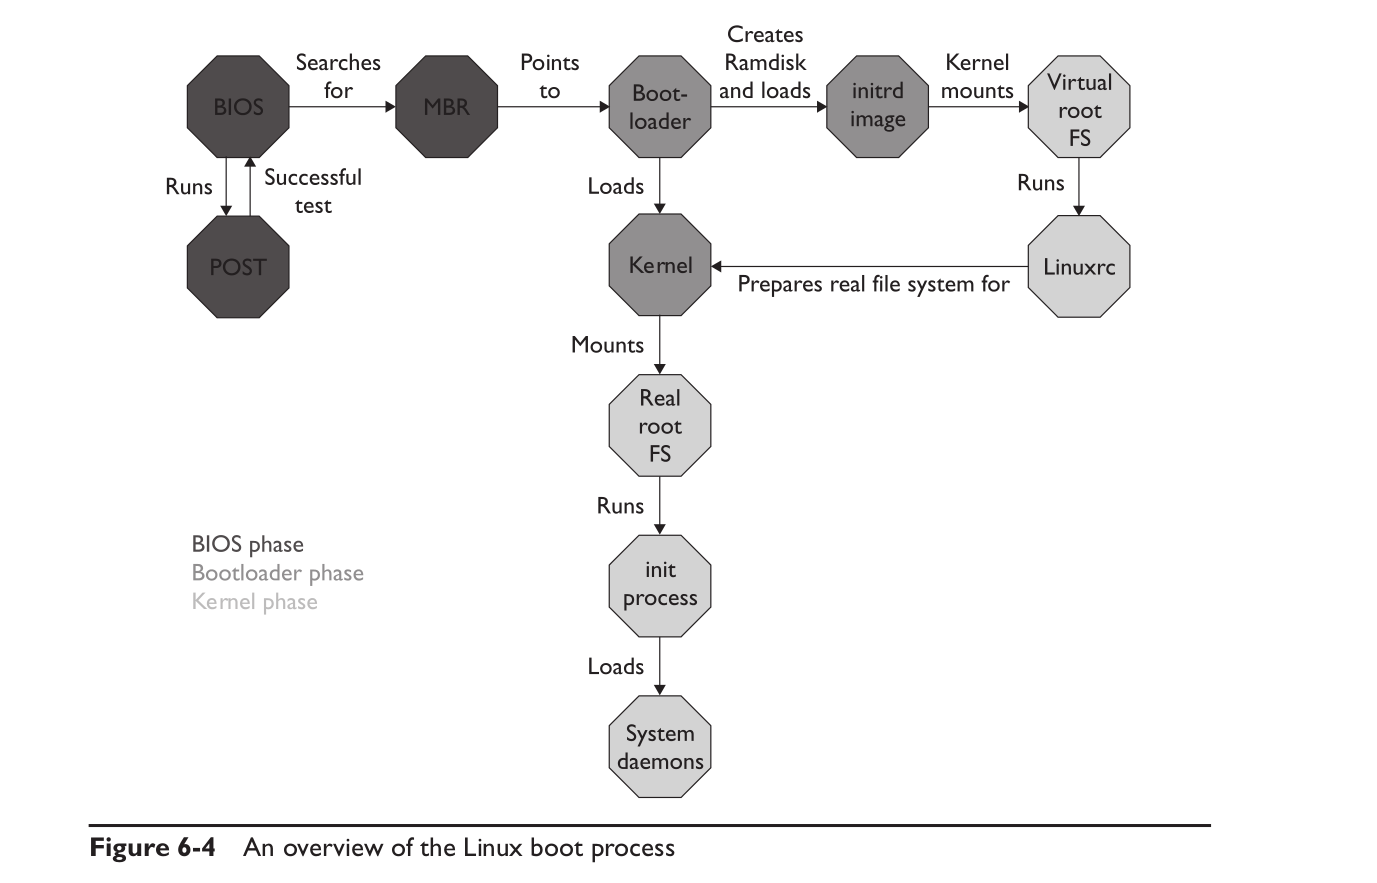 Creates
Ramdisk
and loads
Searches
for
Points
to
Kernel
mounts
BIOS
MBR
Boot-
loader
initrd
image
Virtual
root
FS
Runs
Successful
test
Loads
Runs
POST
Kernel
Linuxrc
Prepares real file system for
Mounts
Real
root
FS
Runs
init
process
BIOS phase
Bootloader phase
Kernel phase
Loads
System
daemons
Figure 6-4 An overview of the Linux boot process